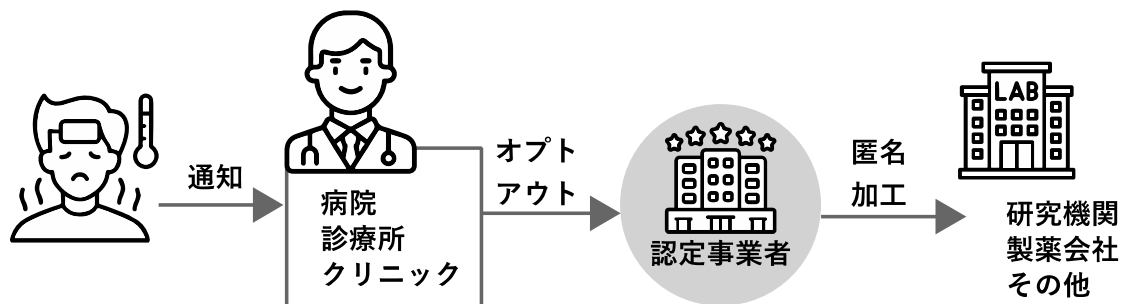 通知
病院
診療所
クリニック
オプト
アウト
認定事業者
匿名
加工
LAB
研究機関
製薬会社
その他